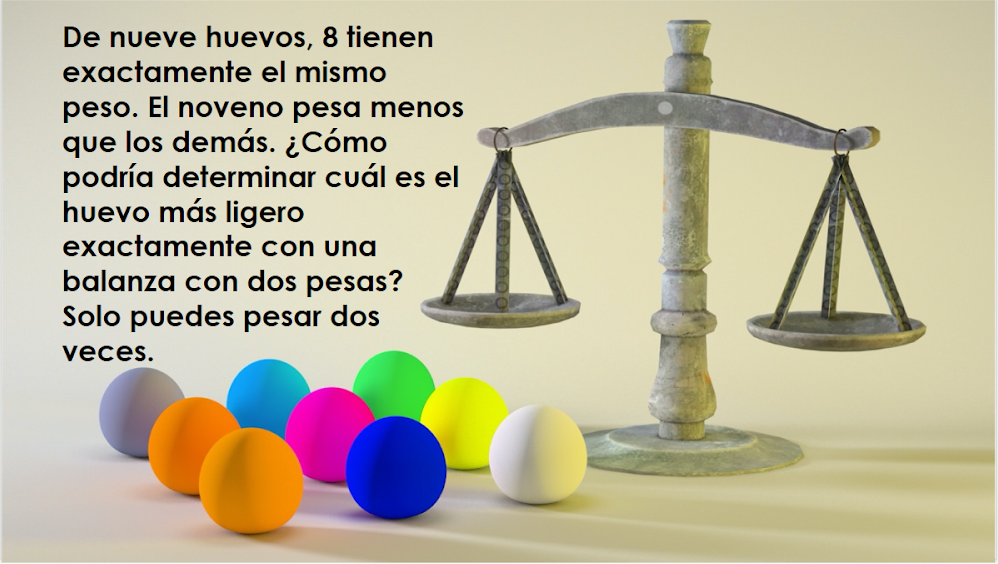 De nueve huevos, 8 tienen
exactamente el mismo
peso. El noveno pesa menos
que los demás. ¿Cómo
podría determinar cuál es el
huevo más ligero
exactamente con una
balanza con dos pesas?
Solo puedes pesar dos
veces.